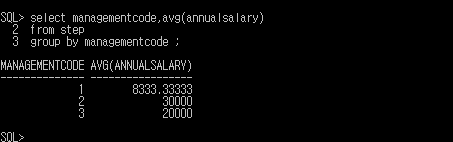 SQL> select managementcode,avg(annualsalary)
2 from step
3 group by managementcode ;
MANAGEMENTCODE AVG(ANNUALSALARY)
-------------- -----------------
1 8333.33333
2 30000
3 20000
SQL>